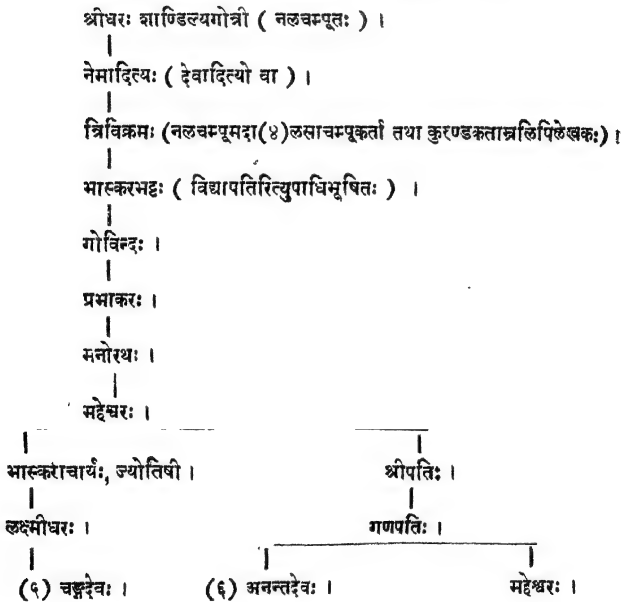 श्रीधरः शाण्डिल्यगोत्री ( नलचम्पूतः ) ।
नेमादित्यः ( देवादित्यो वा ) ।
त्रिविक्रमः (नलचम्पूमदा(४)लसाचम्पूकर्ता तथा कुरण्डकताम्रलिपिलेखकः) ।
भास्करभट्टः ( विद्यापतिरित्युपाधिभूषितः ) ।
गोविन्दः ।
प्रभाकरः ।
मनोरथः ।
महेश्वरः ।
भास्कराचार्यः, ज्योतिषी । श्रीपतिः ।
लक्ष्मीधरः । गणपतिः ।
(५) चङ्गदेवः । (६) अनन्तदेवः । महेश्वरः ।